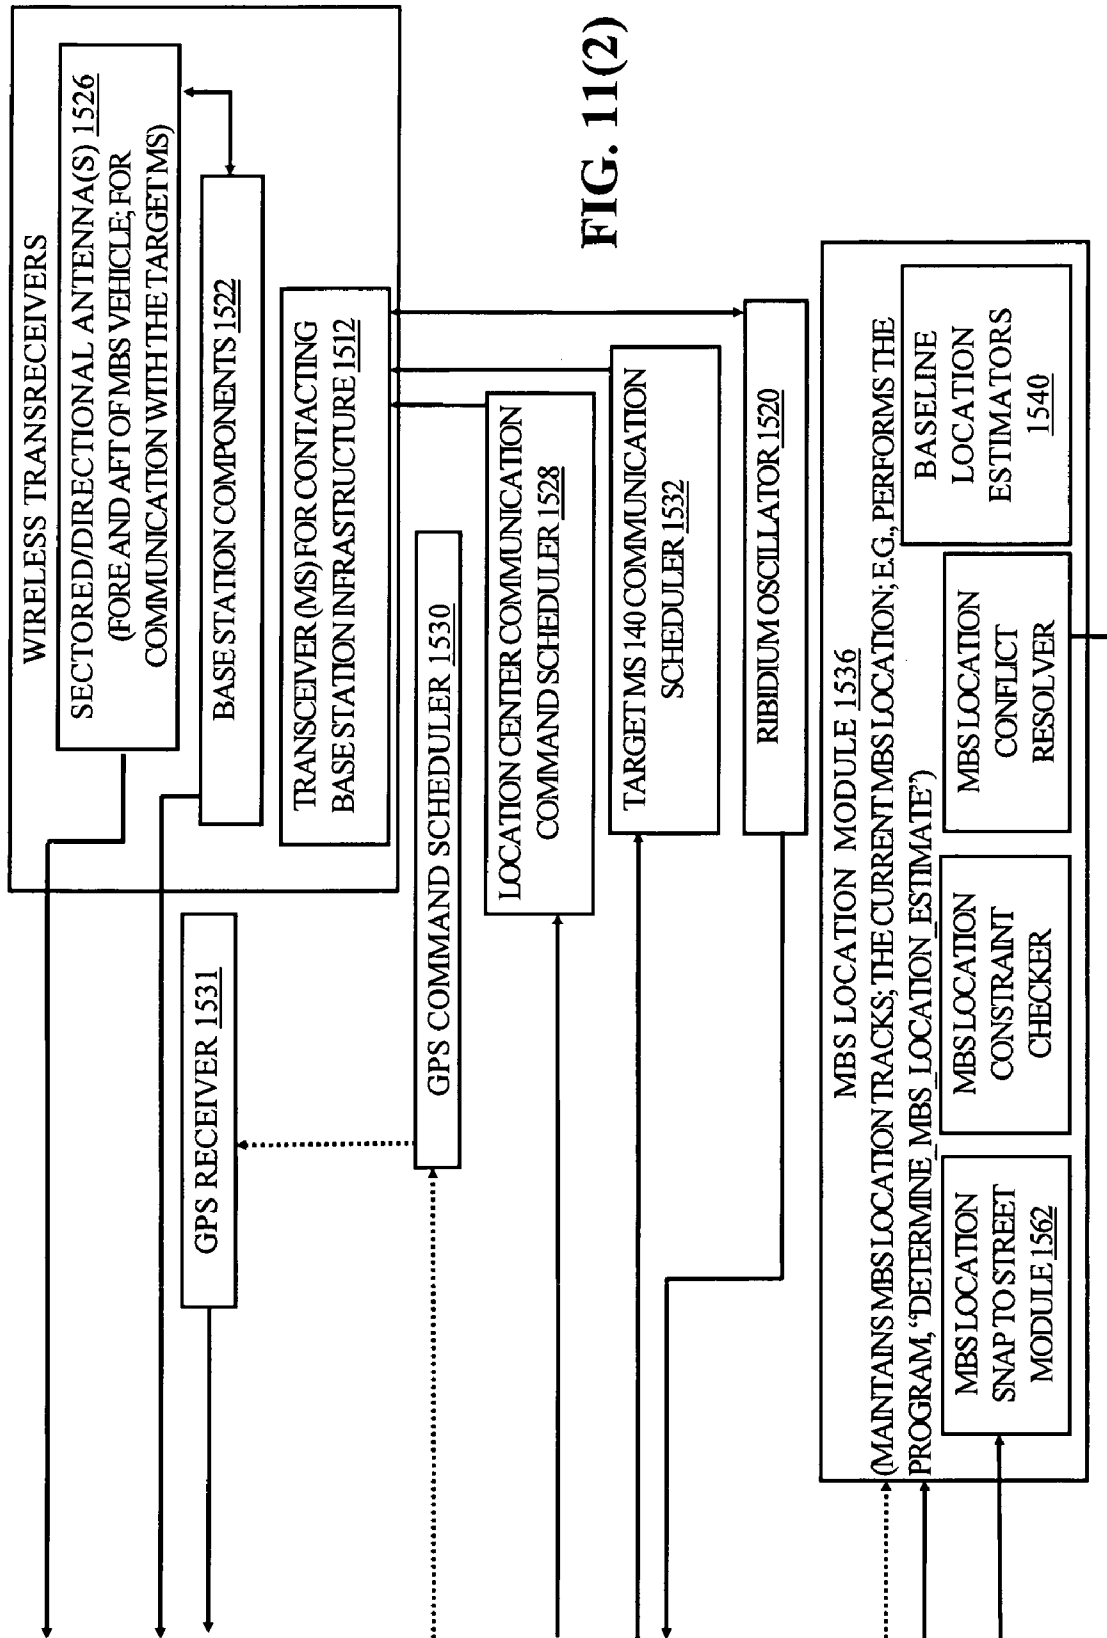 WIRELESS TRANSRECEIVERS
SECTORED/DIRECTIONAL ANTENNA(S) 1526
(FORE AND AFT OF MBS VEHICLE; FOR
COMMUNICATION WITH THE TARGET MS)
BASE STATION COMPONENTS 1522
TRANSCEIVER (MS) FOR CONTACTING
BASE STATION INFRASTRUCTURE 1512
GPS RECEIVER 1531
GPS COMMAND SCHEDULER 1530
LOCATION CENTER COMMUNICATION
COMMAND SCHEDULER 1528
TARGET MS 140 COMMUNICATION
SCHEDULER 1532
RIBIDIUM OSCILLATOR 1520
MBS LOCATION MODULE 1536
(MAINTAINS MBS LOCATION TRACKS; THE CURRENT MBS LOCATION; E.G., PERFORMS THE
PROGRAM, “DETERMINE_MBS_LOCATION_ESTIMATE”)
MBS LOCATION
SNAP TO STREET
MODULE 1562
MBS LOCATION
CONSTRAINT
CHECKER
MBS LOCATION
CONFLICT
RESOLVER
BASELINE
LOCATION
ESTIMATORS
1540
FIG. 11(2)